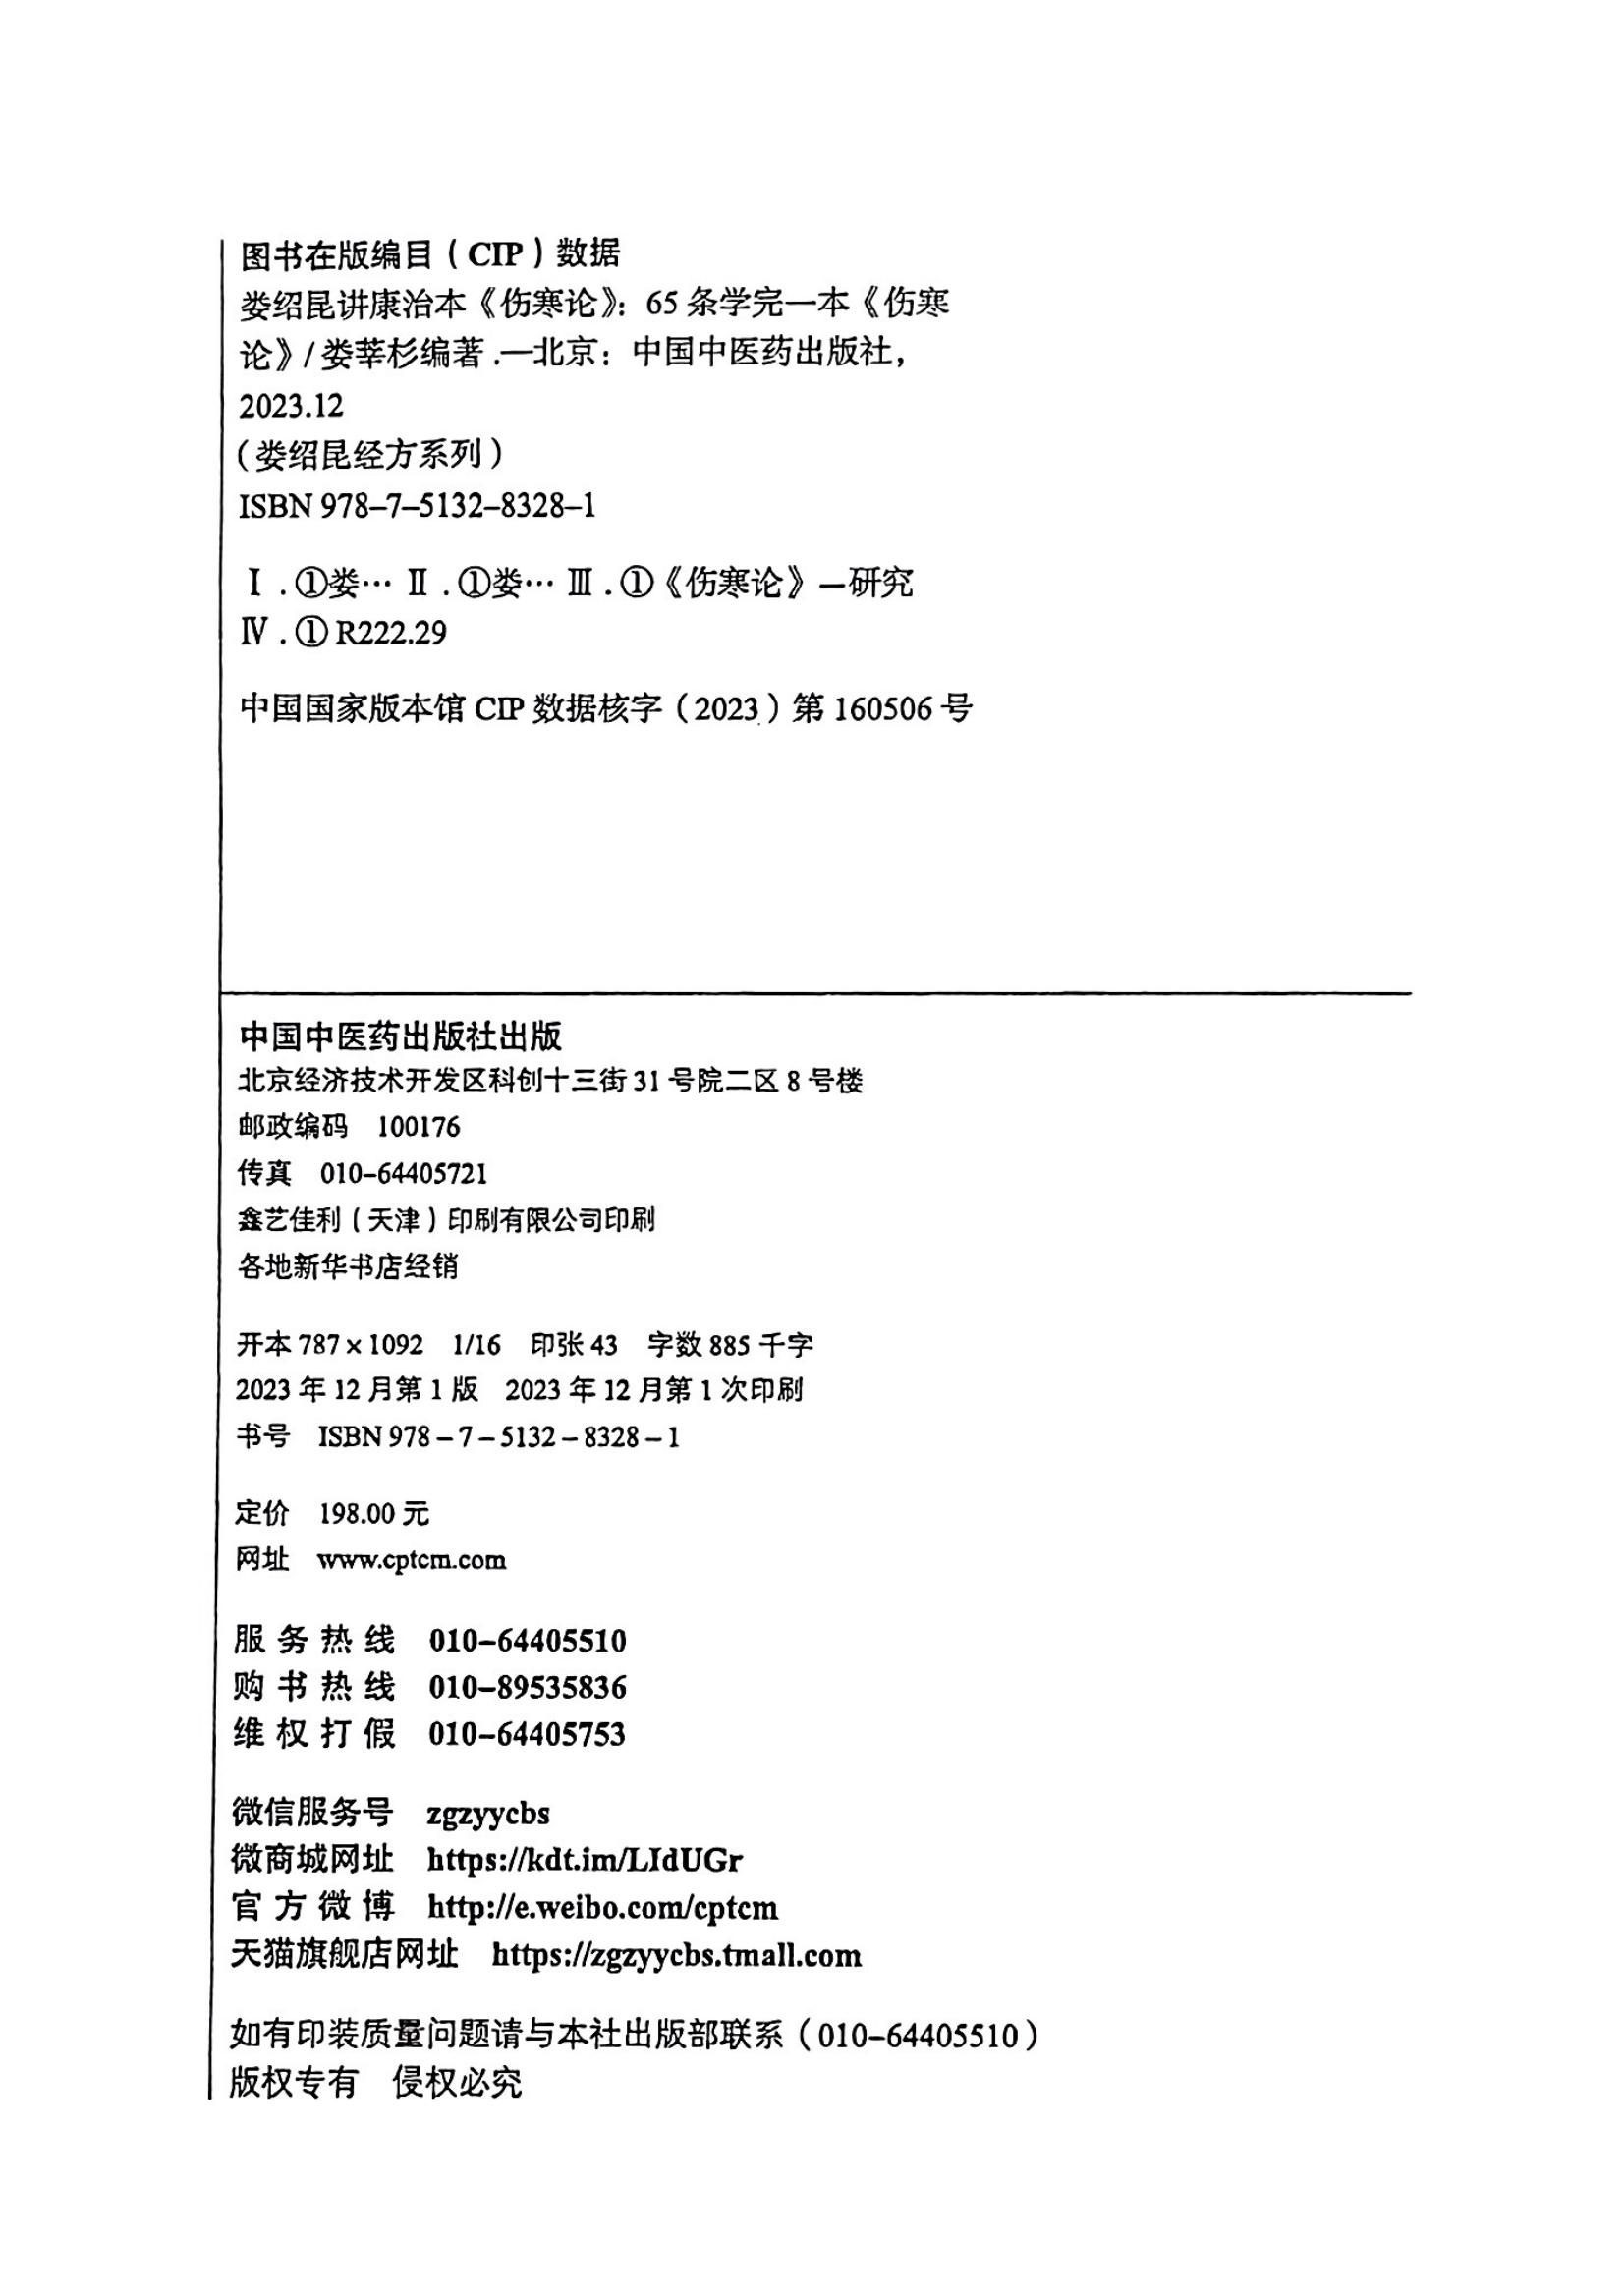 图书在版编目（CIP）数据
娄绍昆讲康治本《伤寒论》：65 条学完一本《伤寒
论》/ 娄莘杉编著 .—北京：中国中医药出版社，
2023.12
（娄绍昆经方系列）
ISBN 978–7–5132–8328–1
Ⅰ . ①娄… Ⅱ . ①娄… Ⅲ . ①《伤寒论》—研究
Ⅳ . ① R222.29
中国国家版本馆 CIP 数据核字（2023）第 160506 号
中国中医药出版社出版
北京经济技术开发区科创十三街 31 号院二区 8 号楼
邮政编码 100176
传真 010–64405721
鑫艺佳利（天津）印刷有限公司印刷
各地新华书店经销
开本 787 × 1092 1/16 印张 43 字数 885 千字
2023 年 12 月第 1 版 2023 年 12 月第 1 次印刷
书号 ISBN 978 – 7 – 5132 – 8328 – 1
定价 198.00 元
网址 www.cptcm.com
服务热线 010–64405510
购书热线 010–89535836
维权打假 010–64405753
微信服务号 zgzyycbs
微商城网址 https://kdt.im/LIdUGr
官方微博 http://e.weibo.com/cptcm
天猫旗舰店网址 https://zgzyycbs.tmall.com
如有印装质量问题请与本社出版部联系（010–64405510）
版权专有 侵权必究